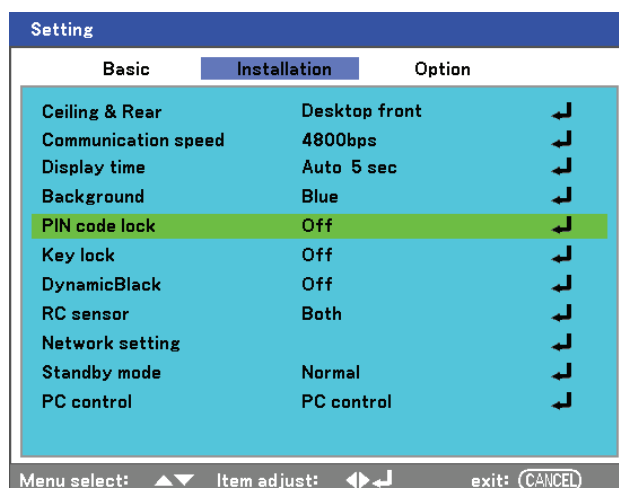 Setting
Basic Installation Option
Ceiling & Rear Desktop front
Communication speed 4800bps
Display time Auto 5 sec
Background Blue
PIN code lock Off
Key lock Off
DynamicBlack Off
RC sensor Both
Network setting
Standby mode Normal
PC control PC control
Menu select: Item adjust: exit: CANCEL